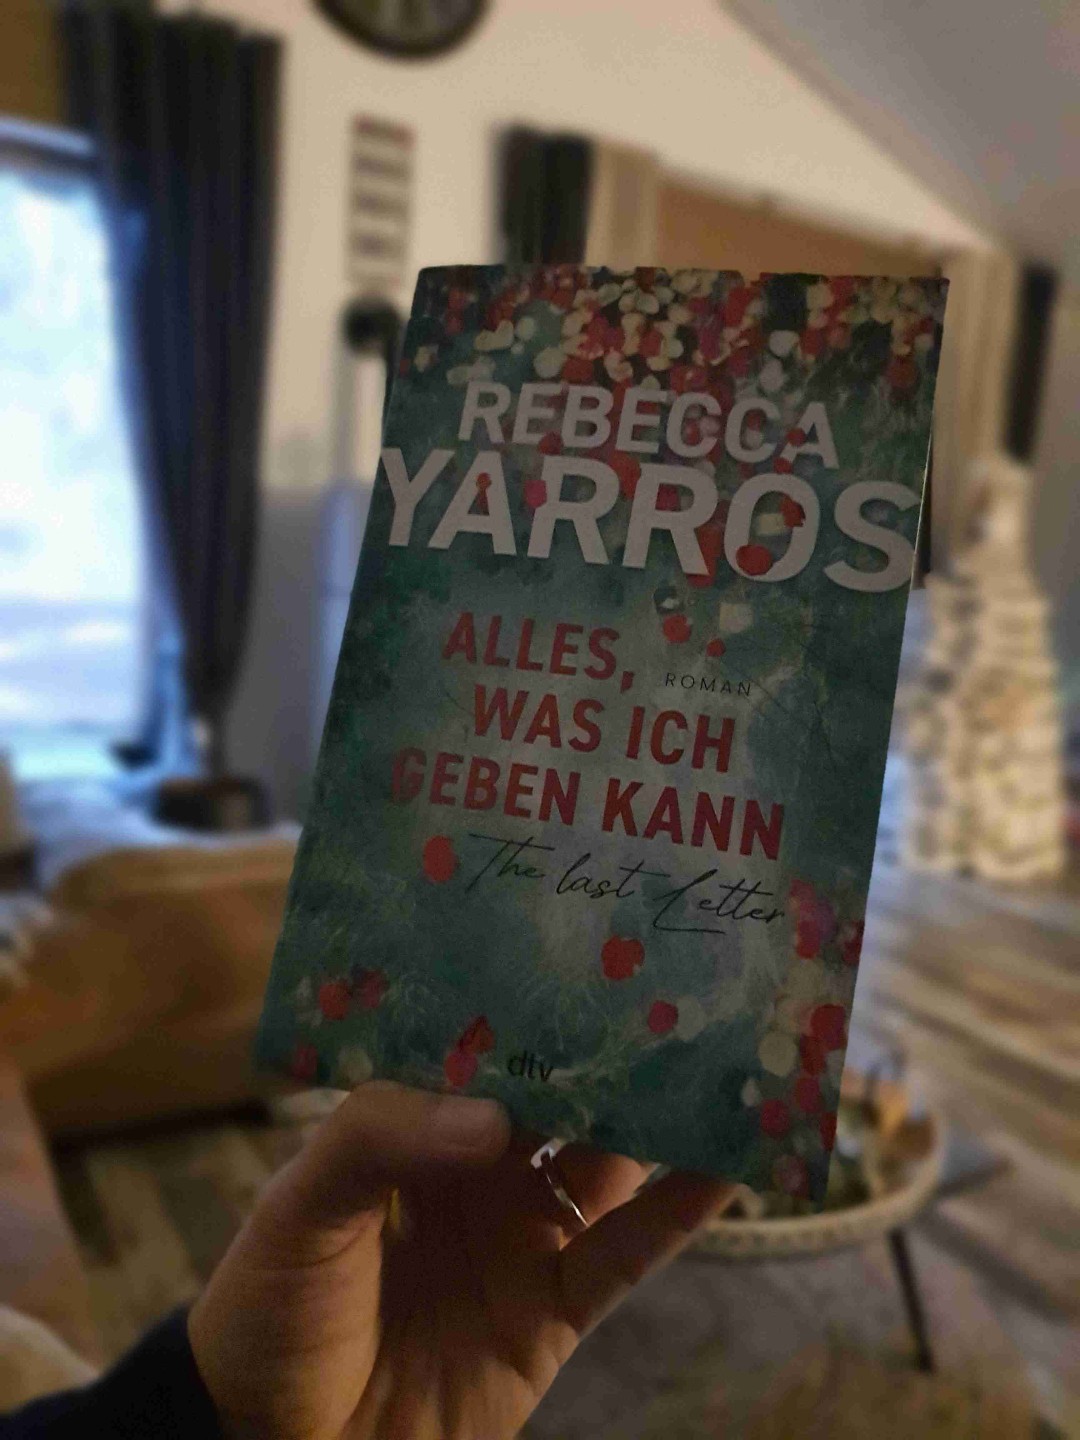 REBECCA
YARROS
ALLES,
ROMAN
WAS ICH
GEBEN KANN
The last Letter
dtv